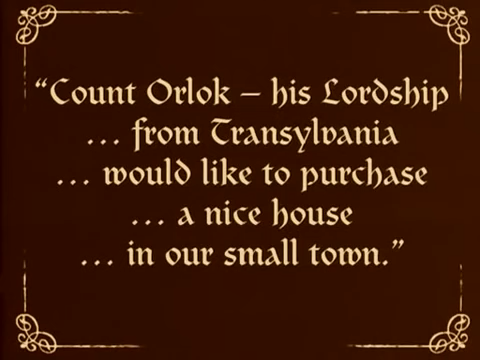 “Count Orlok – his Lordship
... from Transylvania
... would like to purchase
... a nice house
... in our small town.”